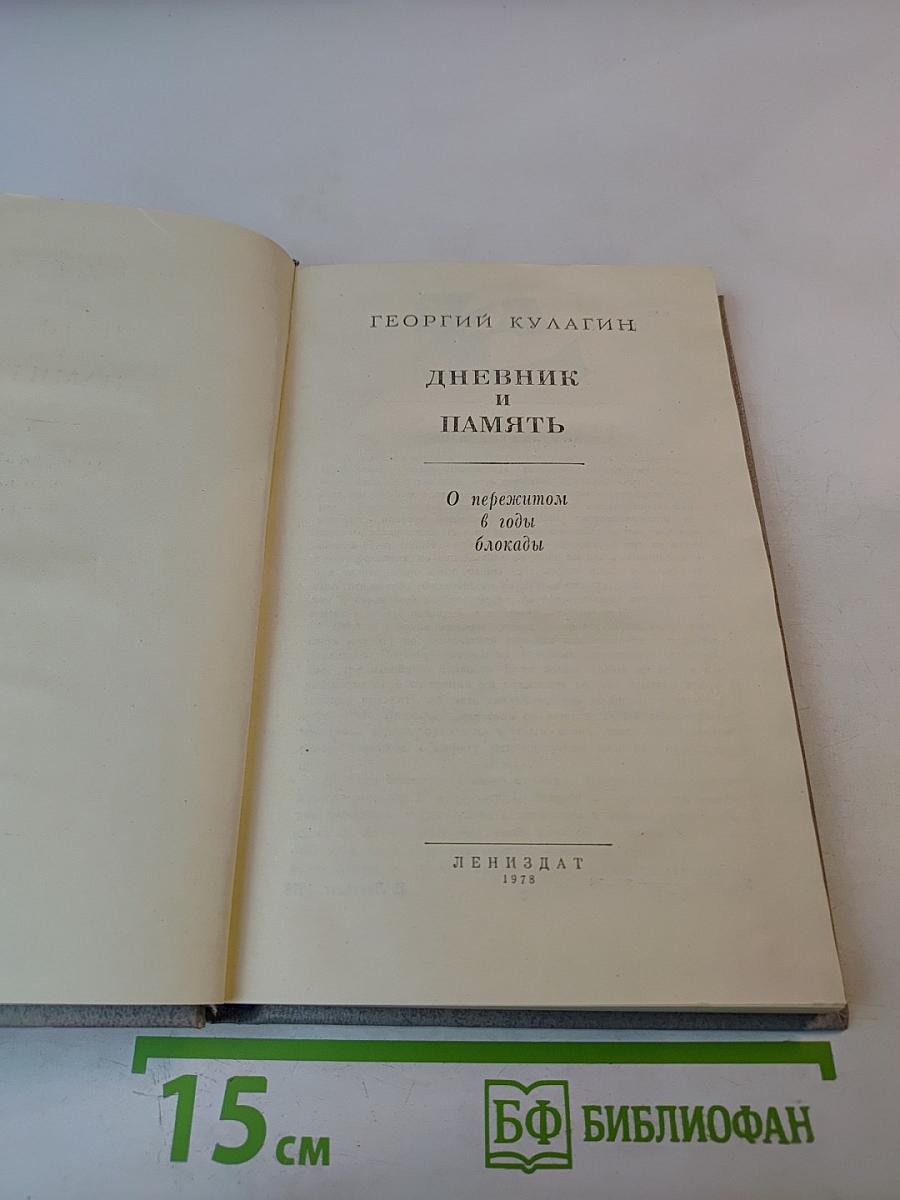 ГЕОРГИЙ КУЛАГИН
ДНЕВНИК
И
ПАМЯТЬ
О пережитом
в годы
блокады
ЛЕНИЗДАТ
1978
15 см
БФ БИБЛИОФАН